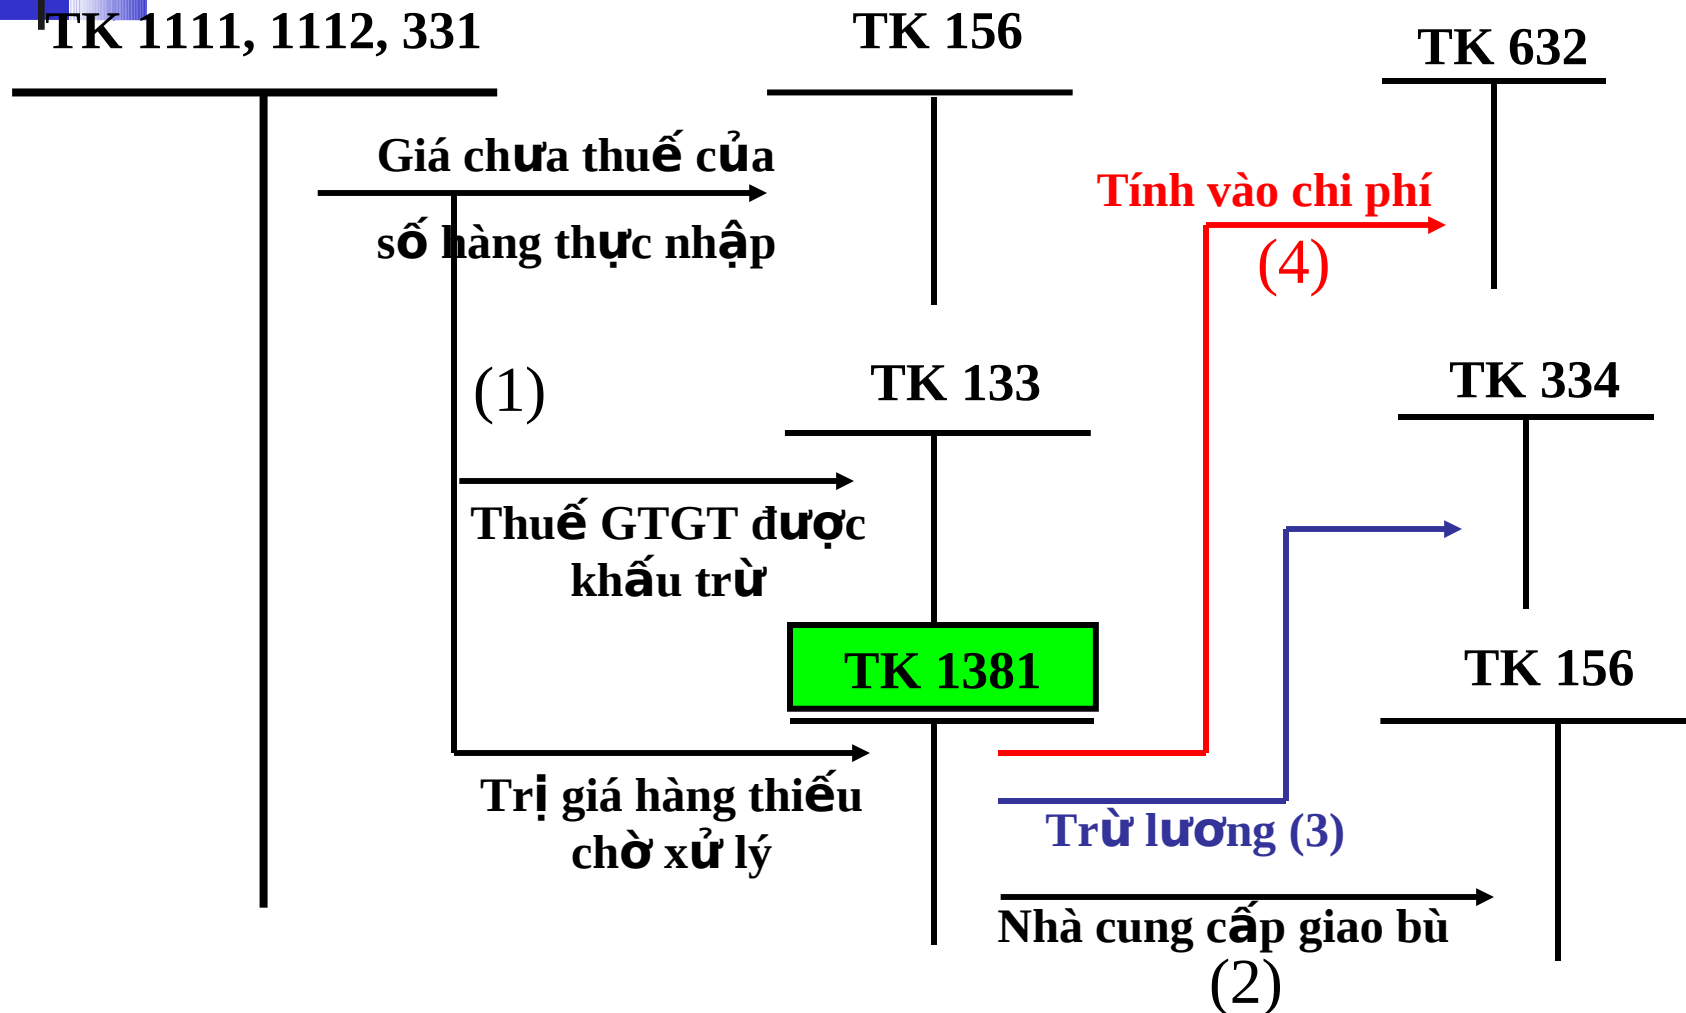 TK 1111, 1112, 331
TK 156
TK 632
Giá chưa thuế của
số hàng thực nhập
Tính vào chi phí
(4)
(1)
TK 133
TK 334
Thuế GTGT được
khấu trừ
TK 1381
TK 156
Trị giá hàng thiếu
chờ xử lý
Trừ lương (3)
Nhà cung cấp giao bù
(2)